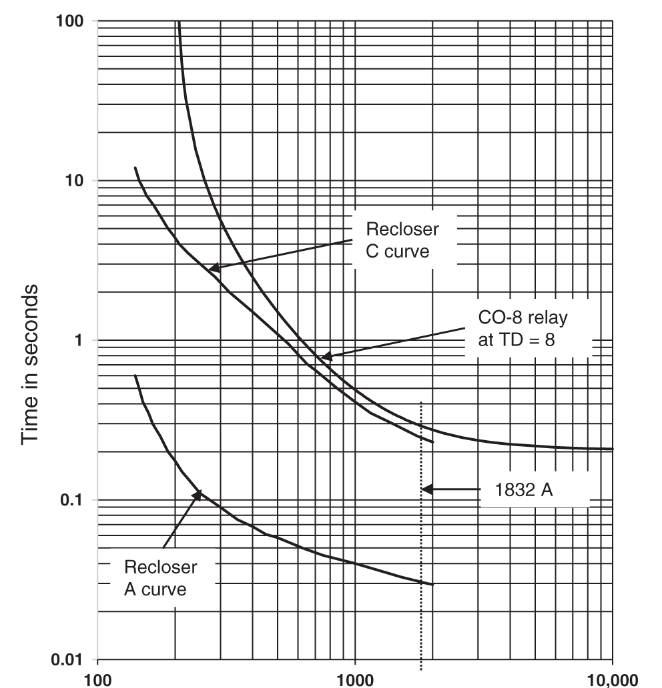 100
10
1
0.1
0.01
Time in seconds
Recloser
C curve
CO-8 relay
at TD = 8
1832 A
Recloser
A curve
100
1000
10,000